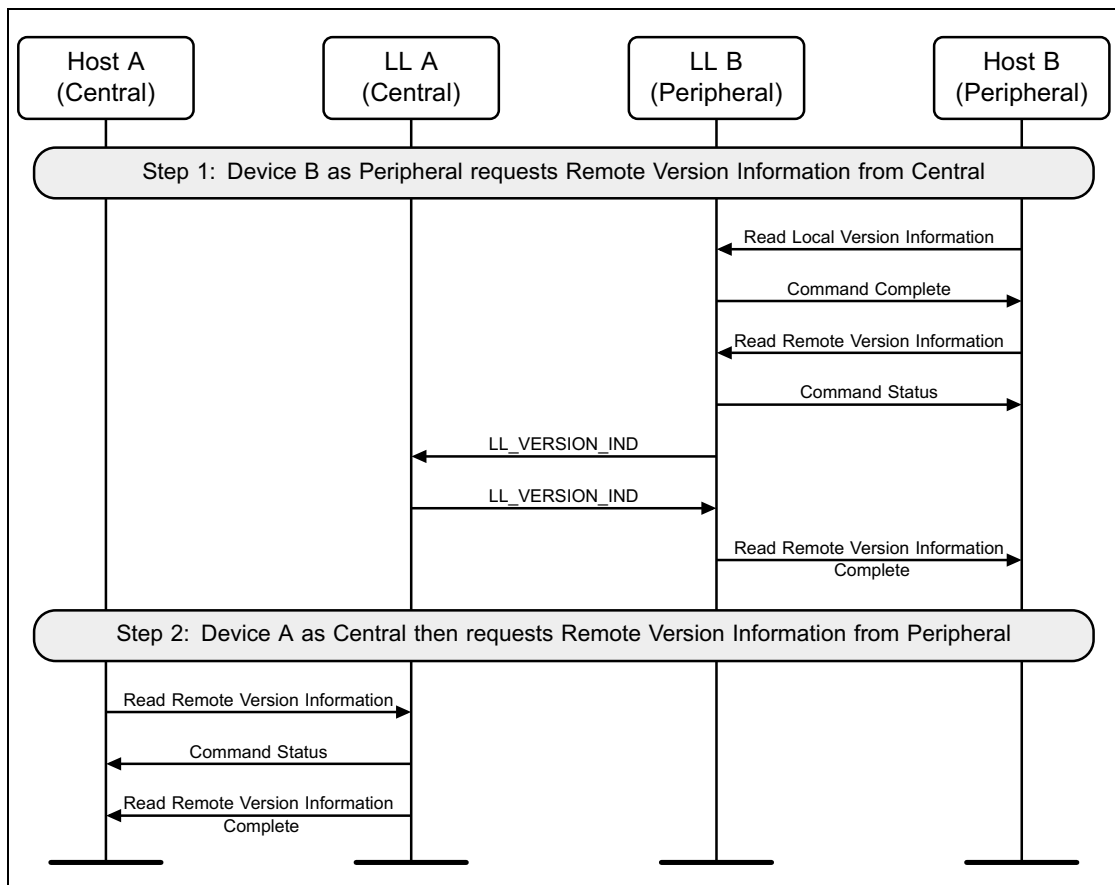 Host A
(Central)
LL A
(Central)
LL B
(Peripheral)
Host B
(Peripheral)
Step 1: Device B as Peripheral requests Remote Version Information from Central
Read Local Version Information
Command Complete
Read Remote Version Information
Command Status
LL_VERSION_IND
LL_VERSION_IND
Read Remote Version Information
Complete
Step 2: Device A as Central then requests Remote Version Information from Peripheral
Read Remote Version Information
Command Status
Read Remote Version Information
Complete